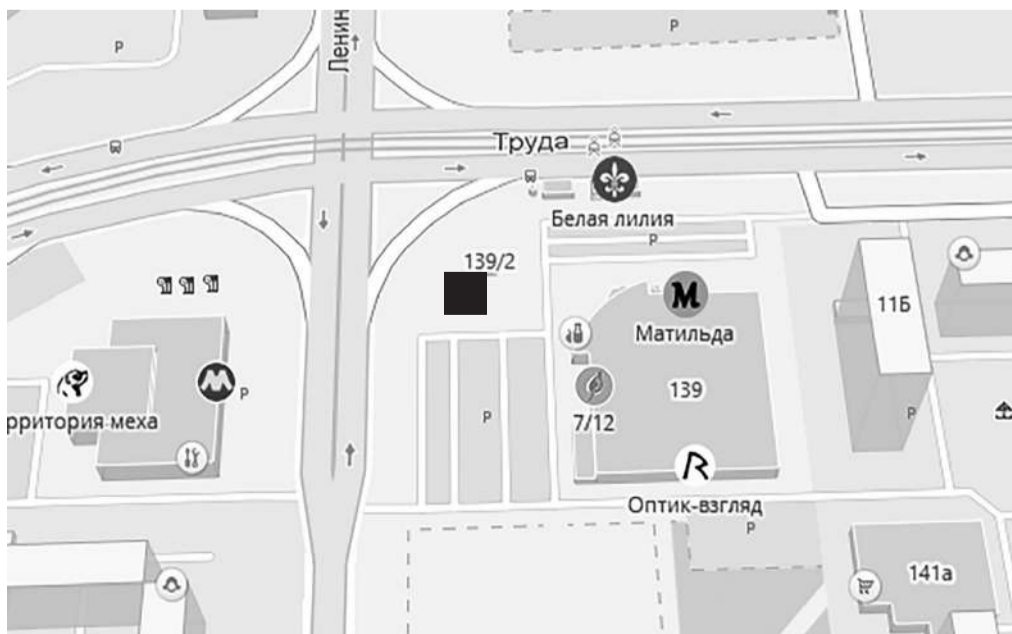 Ленин
P
P
Труда
Белая лилия
P
139/2
11Б
М
Матильда
139
P
7/12
P
P
рритория меха
Оптик-взгляд
P
141а